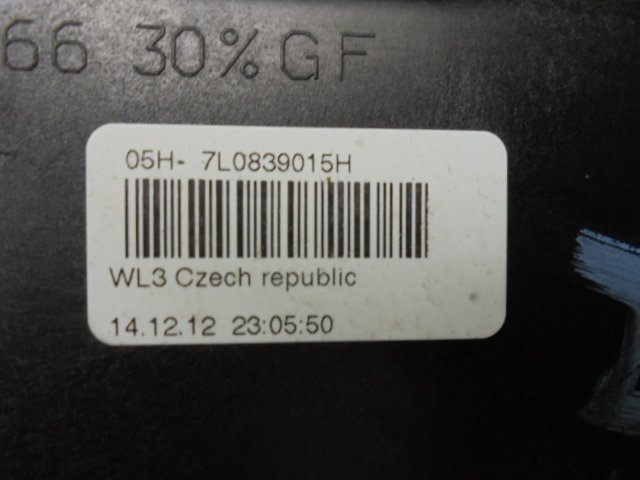 66 30%GF
05H- 7L0839015H
WL3 Czech republic
14.12.12 23:05:50